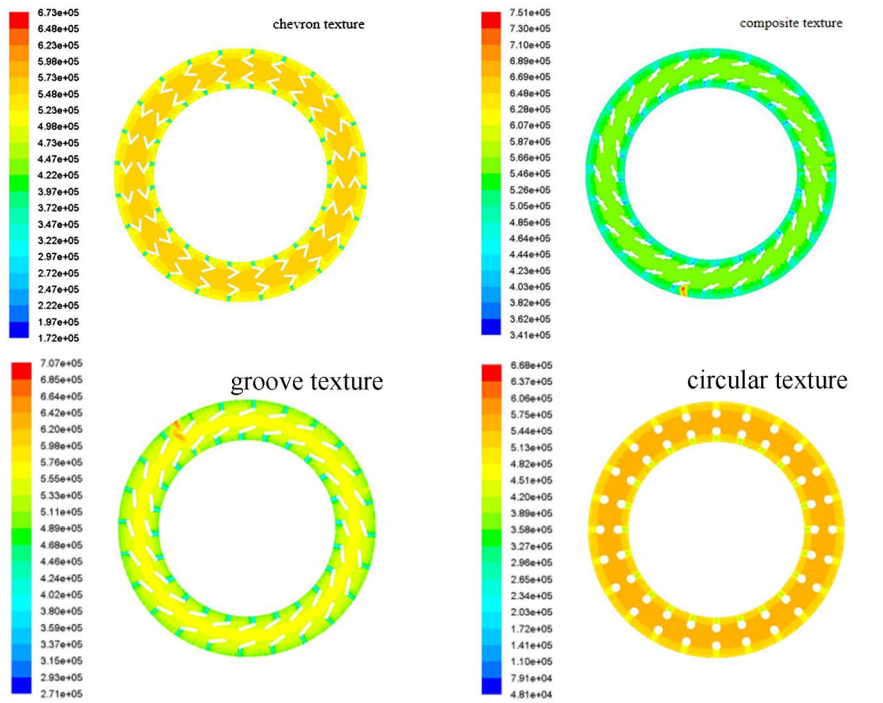 chevron texture
6.73e+05
6.48e+05
6.23e+05
5.98e+05
5.73e+05
5.48e+05
5.23e+05
4.98e+05
4.73e+05
4.47e+05
4.22e+05
3.97e+05
3.72e+05
3.47e+05
3.22e+05
2.97e+05
2.72e+05
2.47e+05
2.22e+05
1.97e+05
1.72e+05
composite texture
7.51e+05
7.30e+05
7.10e+05
6.89e+05
6.69e+05
6.48e+05
6.28e+05
6.07e+05
5.87e+05
5.66e+05
5.46e+05
5.26e+05
5.05e+05
4.85e+05
4.64e+05
4.44e+05
4.23e+05
4.03e+05
3.82e+05
3.62e+05
3.41e+05
groove texture
7.07e+05
6.85e+05
6.64e+05
6.42e+05
6.20e+05
5.98e+05
5.76e+05
5.55e+05
5.33e+05
5.11e+05
4.89e+05
4.68e+05
4.46e+05
4.24e+05
4.02e+05
3.80e+05
3.59e+05
3.37e+05
3.15e+05
2.93e+05
2.71e+05
circular texture
6.68e+05
6.37e+05
6.06e+05
5.75e+05
5.44e+05
5.13e+05
4.82e+05
4.51e+05
4.20e+05
3.89e+05
3.58e+05
3.27e+05
2.96e+05
2.65e+05
2.34e+05
2.03e+05
1.72e+05
1.41e+05
1.10e+05
7.91e+04
4.81e+04